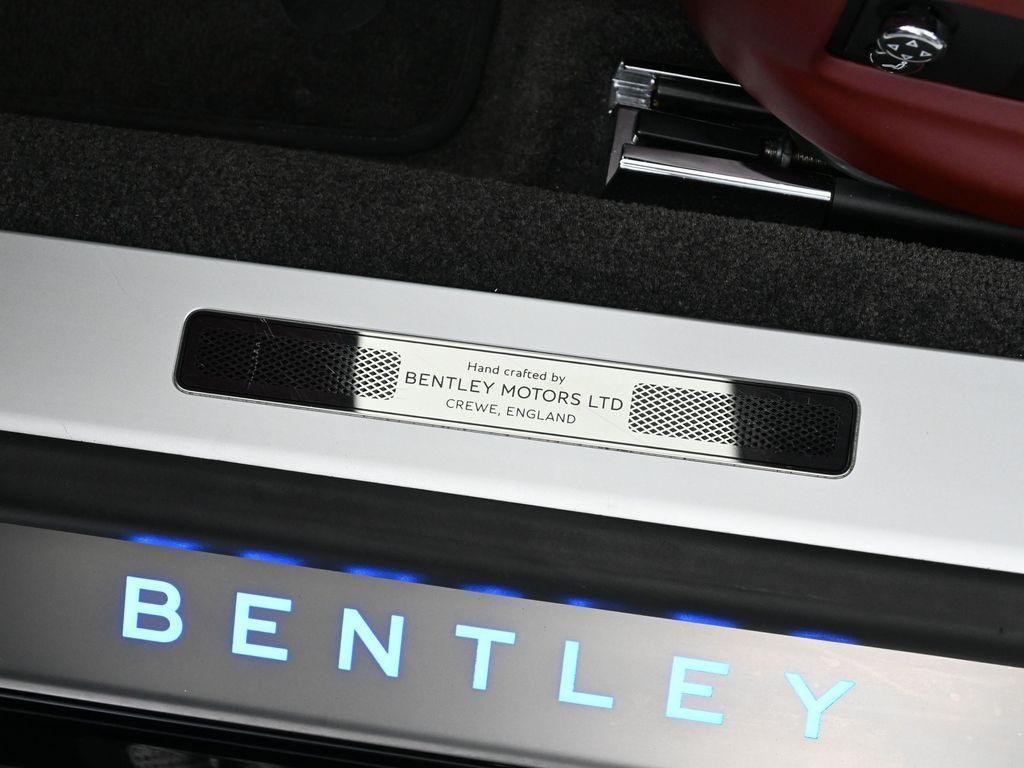 Hand crafted by
BENTLEY MOTORS LTD
CREWE, ENGLAND
BENTLEY